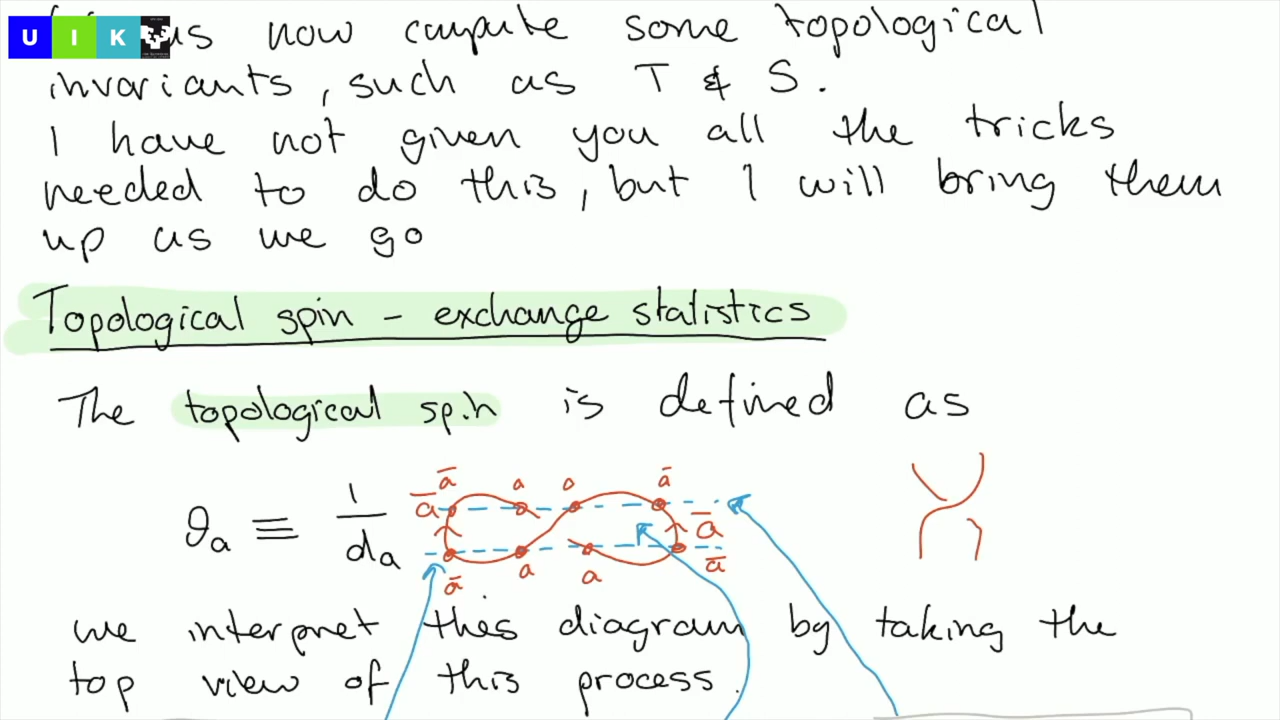 UIK
us now compute some topological
invariants, such as T & S.
I have not given you all the tricks
needed to do this, but I will bring them
up as we go
Topological spin - exchange statistics
The topological spin is defined as
ā a a ā
ϑa ≡ 1/da ā ā
ā a a ā
we interpret this diagram by taking the
top view of this process.